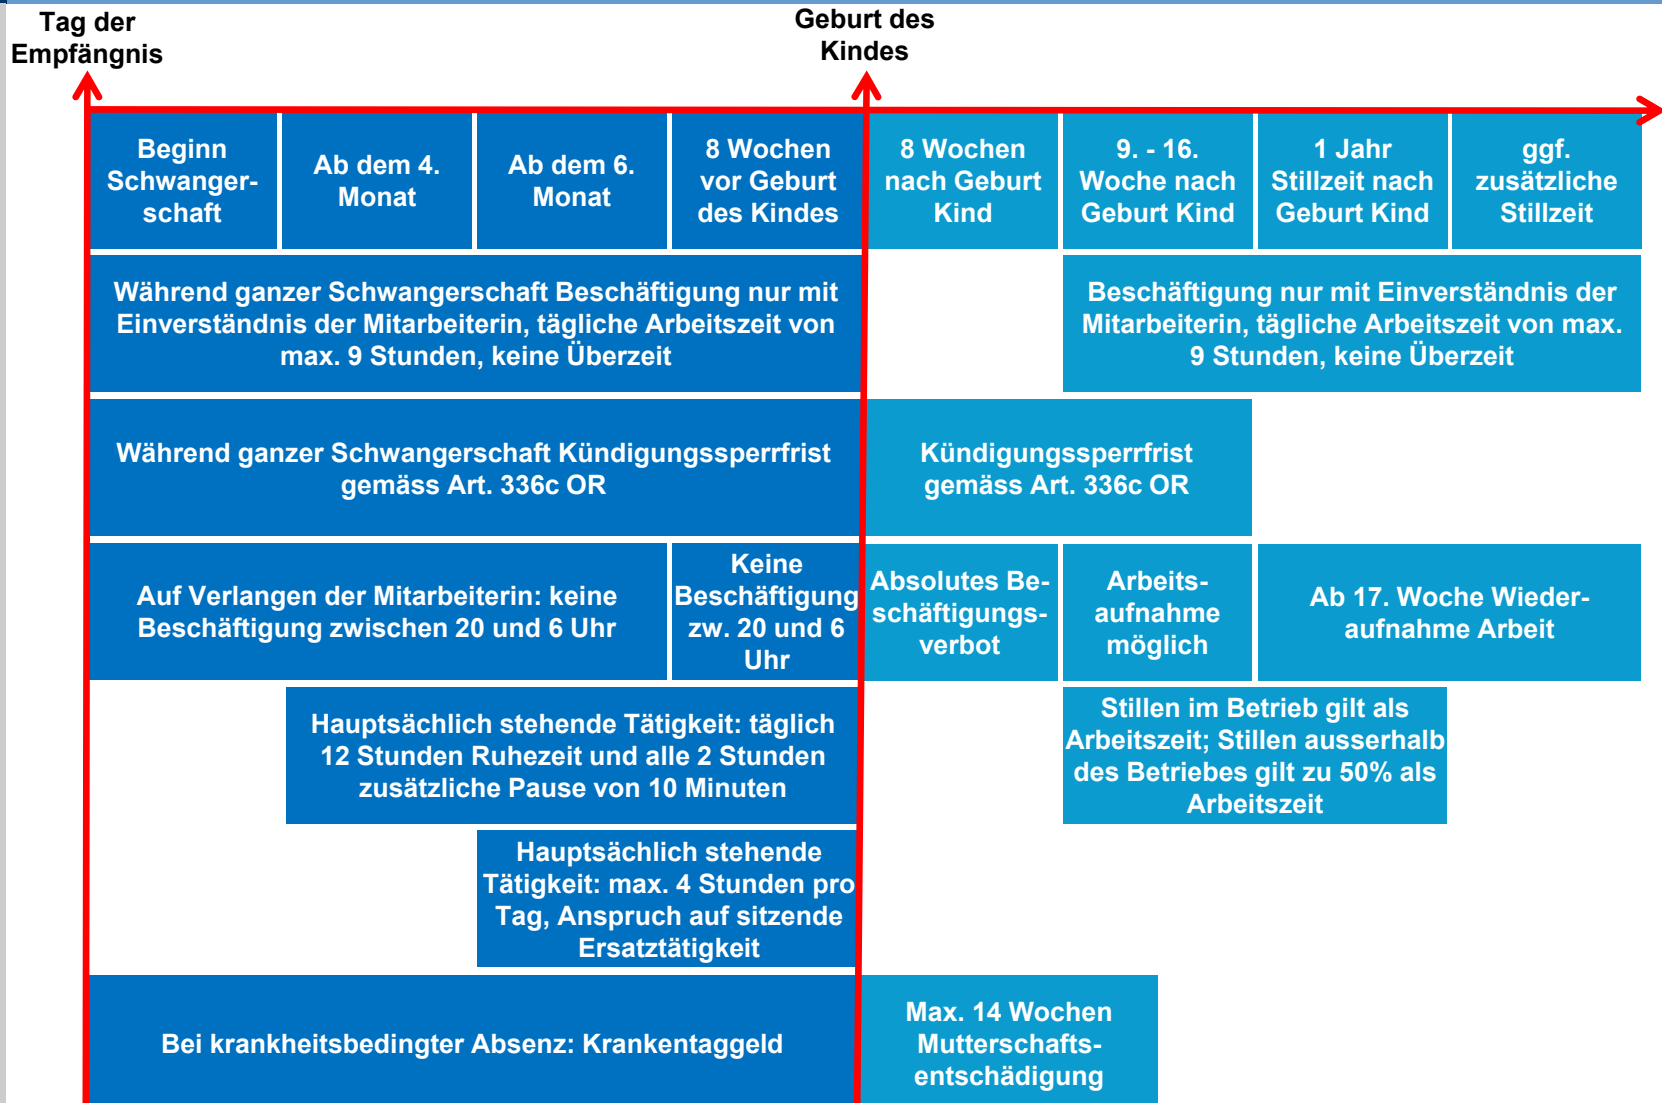 Tag der
Empfängnis
Geburt des
Kindes
Beginn
Schwanger-
schaft
Ab dem 4.
Monat
Ab dem 6.
Monat
8 Wochen
vor Geburt
des Kindes
8 Wochen
nach Geburt
Kind
9. - 16.
Woche nach
Geburt Kind
1 Jahr
Stillzeit nach
Geburt Kind
ggf.
zusätzliche
Stillzeit
Während ganzer Schwangerschaft Beschäftigung nur mit
Einverständnis der Mitarbeiterin, tägliche Arbeitszeit von
max. 9 Stunden, keine Überzeit
Beschäftigung nur mit Einverständnis der
Mitarbeiterin, tägliche Arbeitszeit von max.
9 Stunden, keine Überzeit
Während ganzer Schwangerschaft Kündigungssperrfrist
gemäss Art. 336c OR
Kündigungssperrfrist
gemäss Art. 336c OR
Auf Verlangen der Mitarbeiterin: keine
Beschäftigung zwischen 20 und 6 Uhr
Keine
Beschäftigung
zw. 20 und 6
Uhr
Absolutes Be-
schäftigungs-
verbot
Arbeits-
aufnahme
möglich
Ab 17. Woche Wieder-
aufnahme Arbeit
Hauptsächlich stehende Tätigkeit: täglich
12 Stunden Ruhezeit und alle 2 Stunden
zusätzliche Pause von 10 Minuten
Stillen im Betrieb gilt als
Arbeitszeit; Stillen ausserhalb
des Betriebes gilt zu 50% als
Arbeitszeit
Hauptsächlich stehende
Tätigkeit: max. 4 Stunden pro
Tag, Anspruch auf sitzende
Ersatztätigkeit
Bei krankheitsbedingter Absenz: Krankentaggeld
Max. 14 Wochen
Mutterschafts-
entschädigung